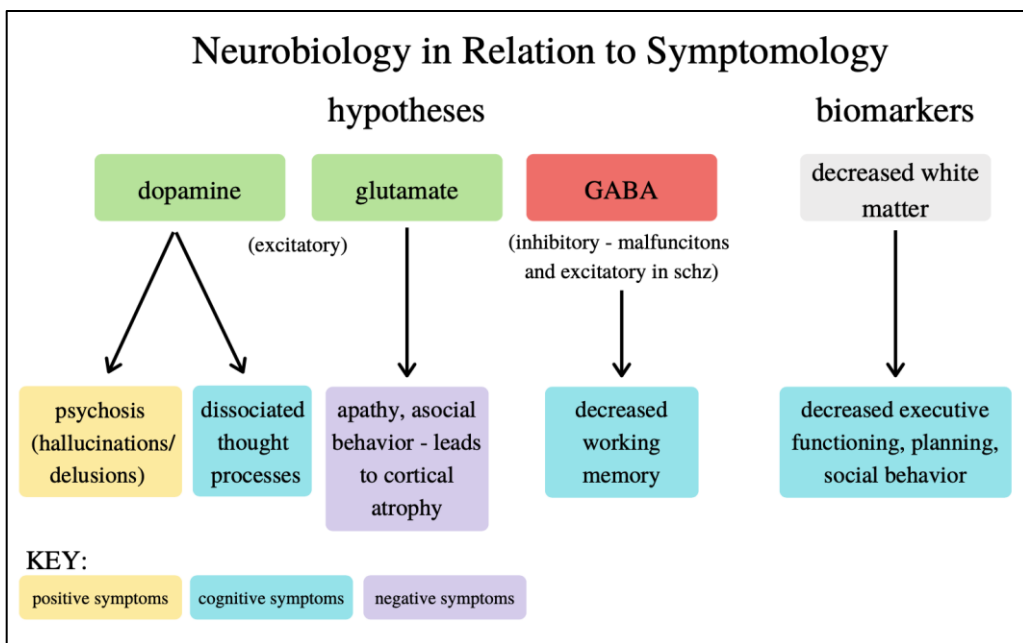 Neurobiology in Relation to Symptomology
hypotheses
biomarkers
dopamine
glutamate
GABA
decreased white
matter
(excitatory)
(inhibitory - malfuncitons
and excitatory in schz)
psychosis
(hallucinations/
delusions)
dissociated
thought
processes
apathy, asocial
behavior - leads
to cortical
atrophy
decreased
working
memory
decreased executive
functioning, planning,
social behavior
KEY:
positive symptoms
cognitive symptoms
negative symptoms